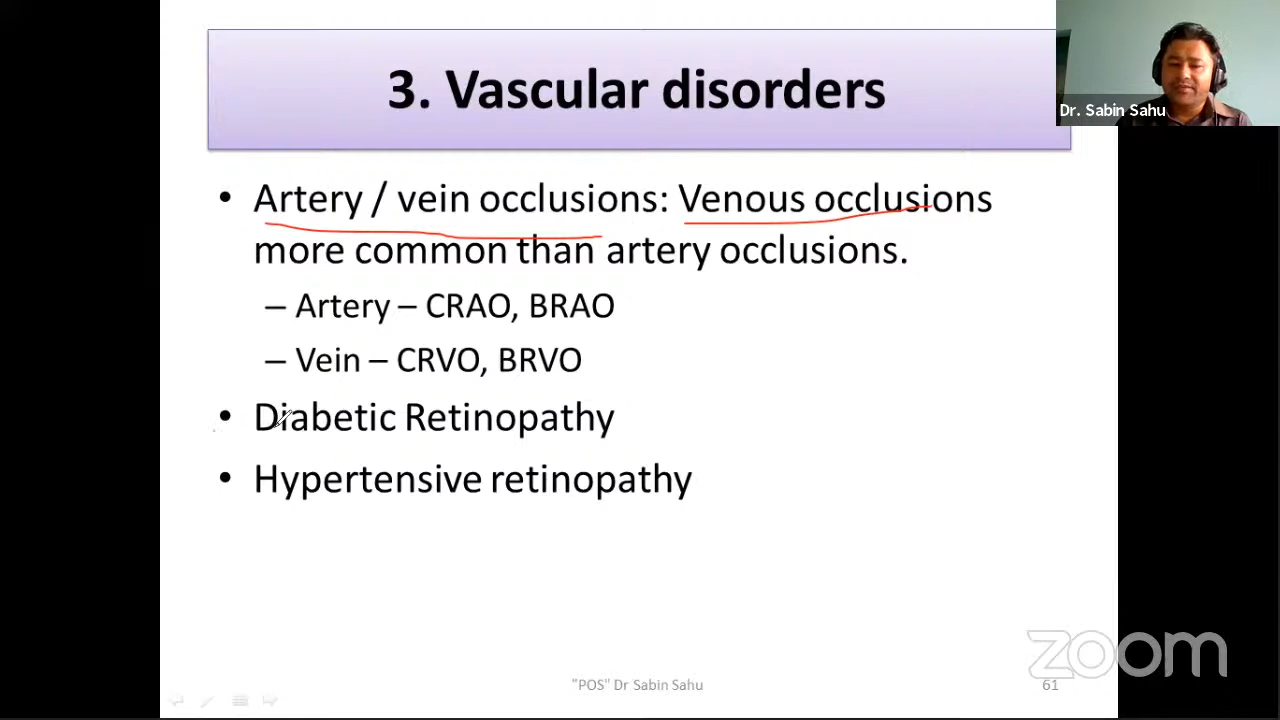 3. Vascular disorders
Dr. Sabin Sahu
• Artery / vein occlusions: Venous occlusions
more common than artery occlusions.
– Artery – CRAO, BRAO
– Vein – CRVO, BRVO
• Diabetic Retinopathy
• Hypertensive retinopathy
zoom
"POS" Dr Sabin Sahu
61